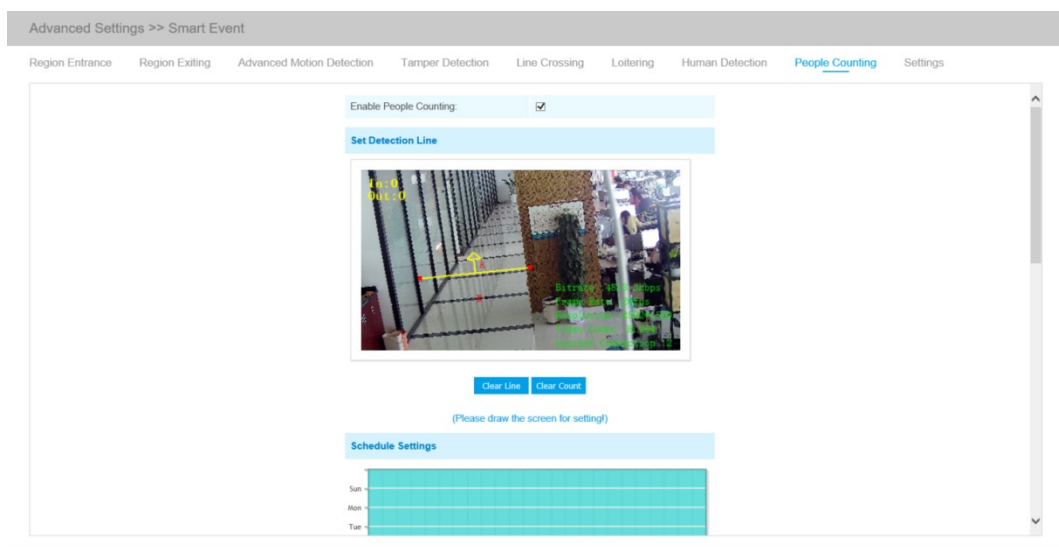 Advanced Settings >> Smart Event
Region Entrance Region Exiting Advanced Motion Detection Tamper Detection Line Crossing Loitering Human Detection People Counting Settings
Enable People Counting:
Set Detection Line
In:0
Out:0
A
Bitrate
Clear Line Clear Count
(Please draw the screen for setting!)
Schedule Settings
Sun
Mon
Tue